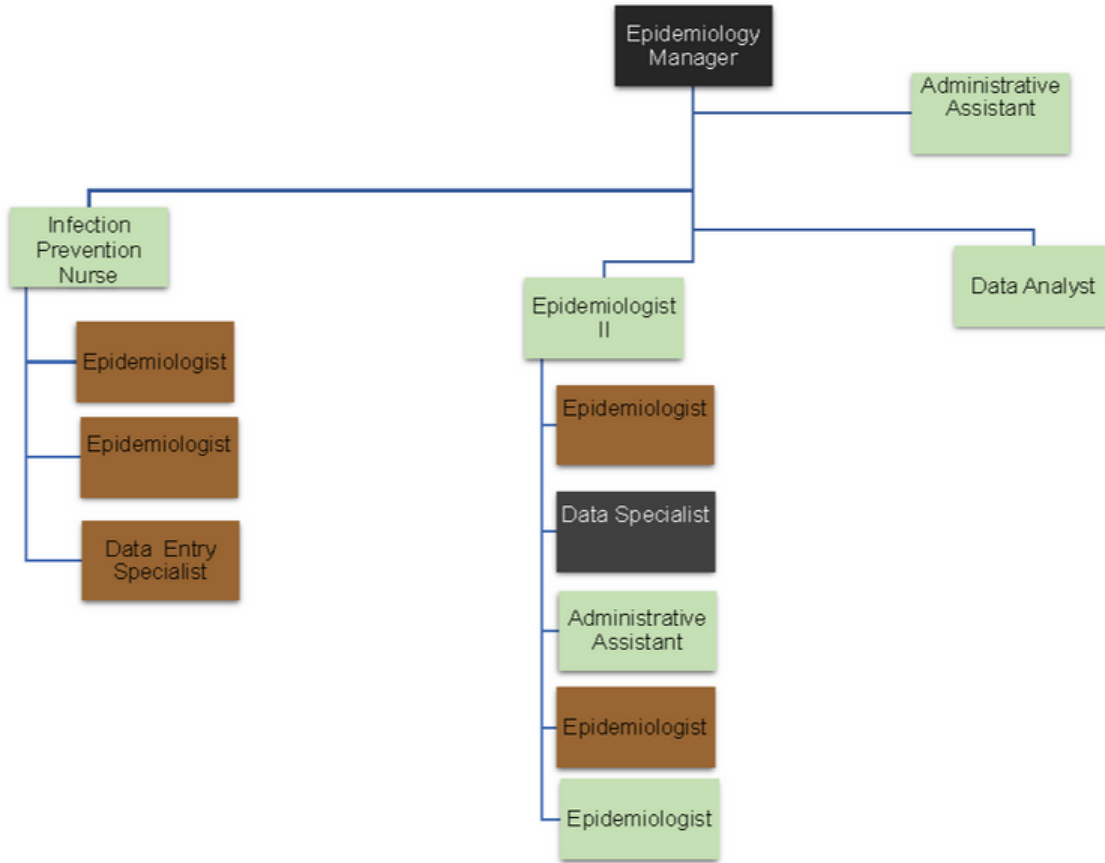 Epidemiology
Manager
Administrative
Assistant
Infection
Prevention
Nurse
Epidemiologist
Epidemiologist
Data Entry
Specialist
Epidemiologist
II
Epidemiologist
Data Specialist
Administrative
Assistant
Epidemiologist
Epidemiologist
Data Analyst